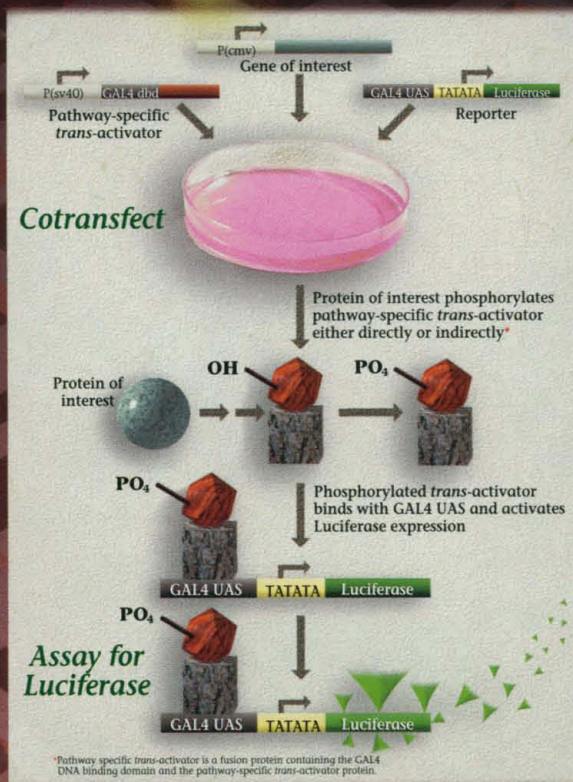 P(cmv)
Gene of interest
P(sv40) GAL4 dbd
Pathway-specific
trans-activator
GAL4 UAS TATATA Luciferase
Reporter
Cotransfect
Protein of interest phosphorylates
pathway-specific trans-activator
either directly or indirectly*
Protein of
interest
OH
PO₄
PO₄
Phosphorylated trans-activator
binds with GAL4 UAS and activates
Luciferase expression
GAL4 UAS TATATA Luciferase
PO₄
Assay for
Luciferase
GAL4 UAS TATATA Luciferase
*Pathway specific trans-activator is a fusion protein containing the GAL4
DNA binding domain and the pathway-specific trans-activator protein.